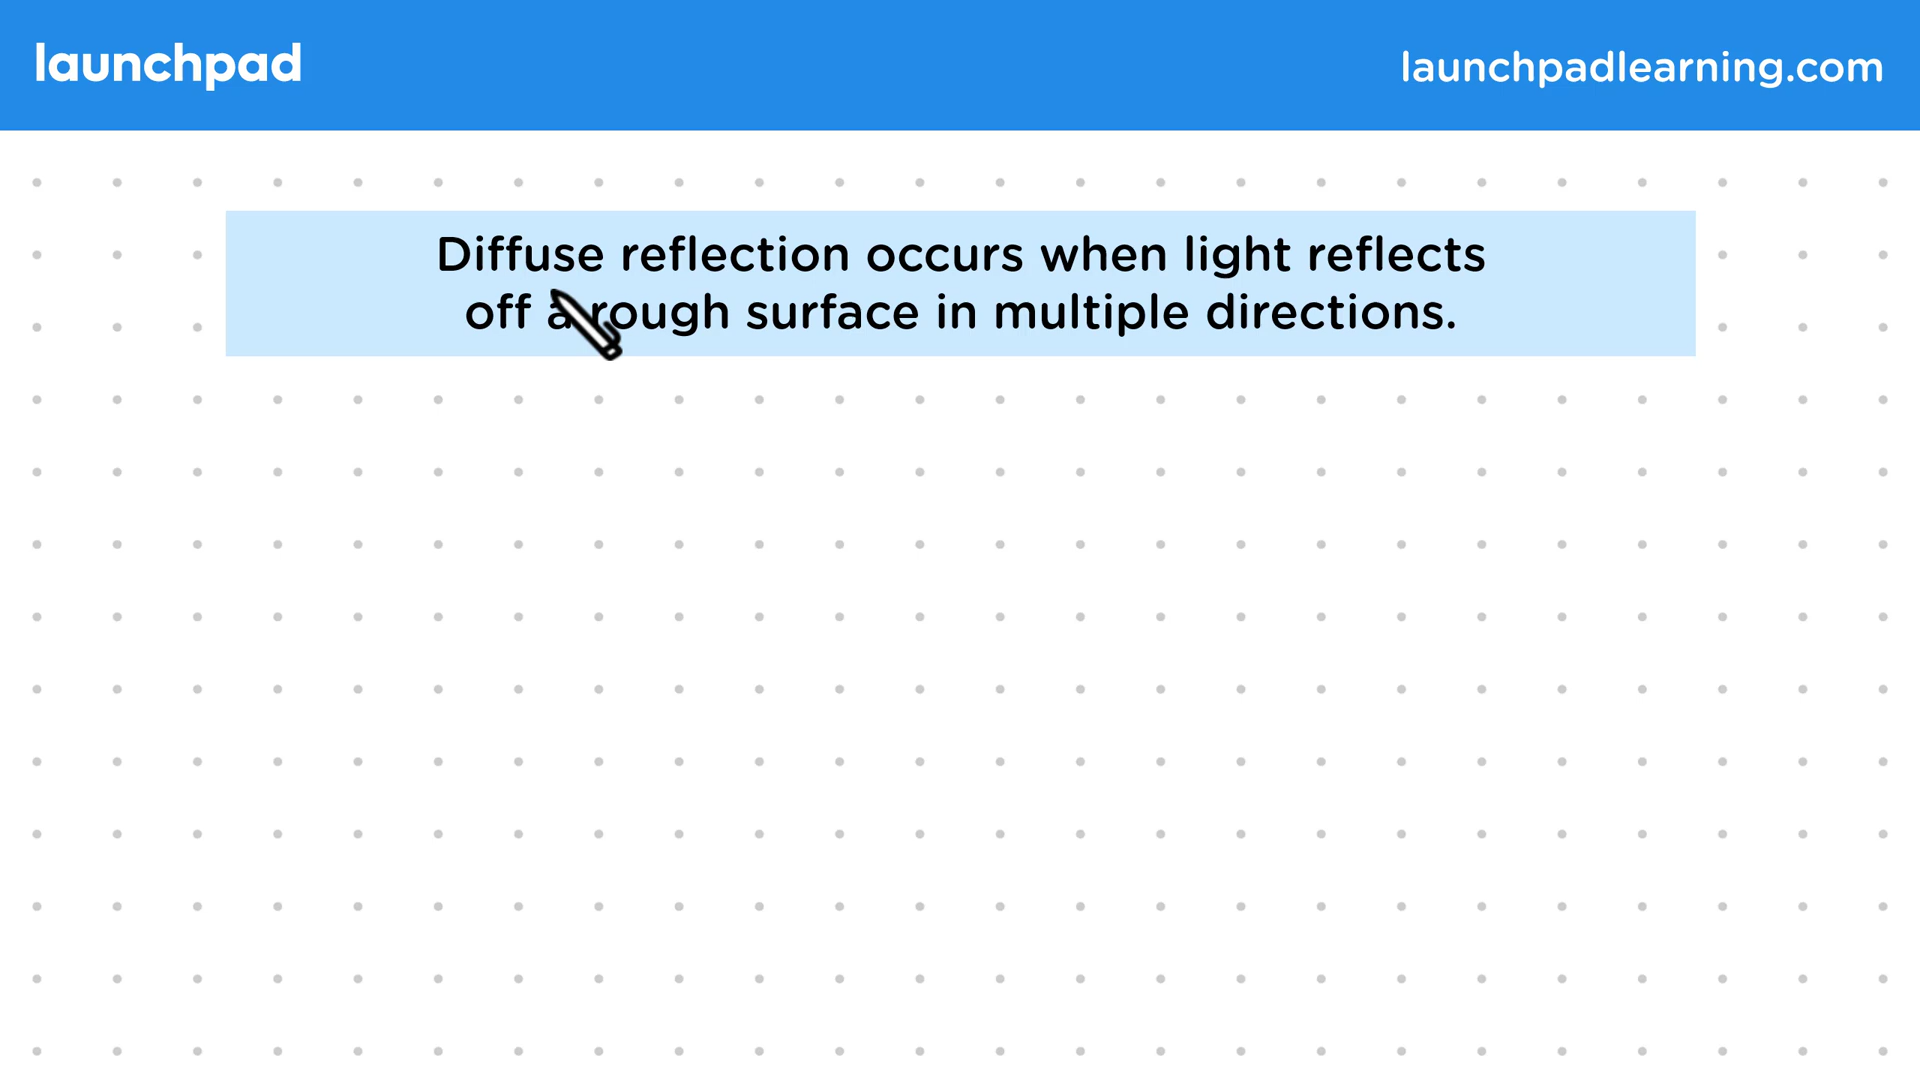 launchpad
launchpadlearning.com
Diffuse reflection occurs when light reflects
off a rough surface in multiple directions.